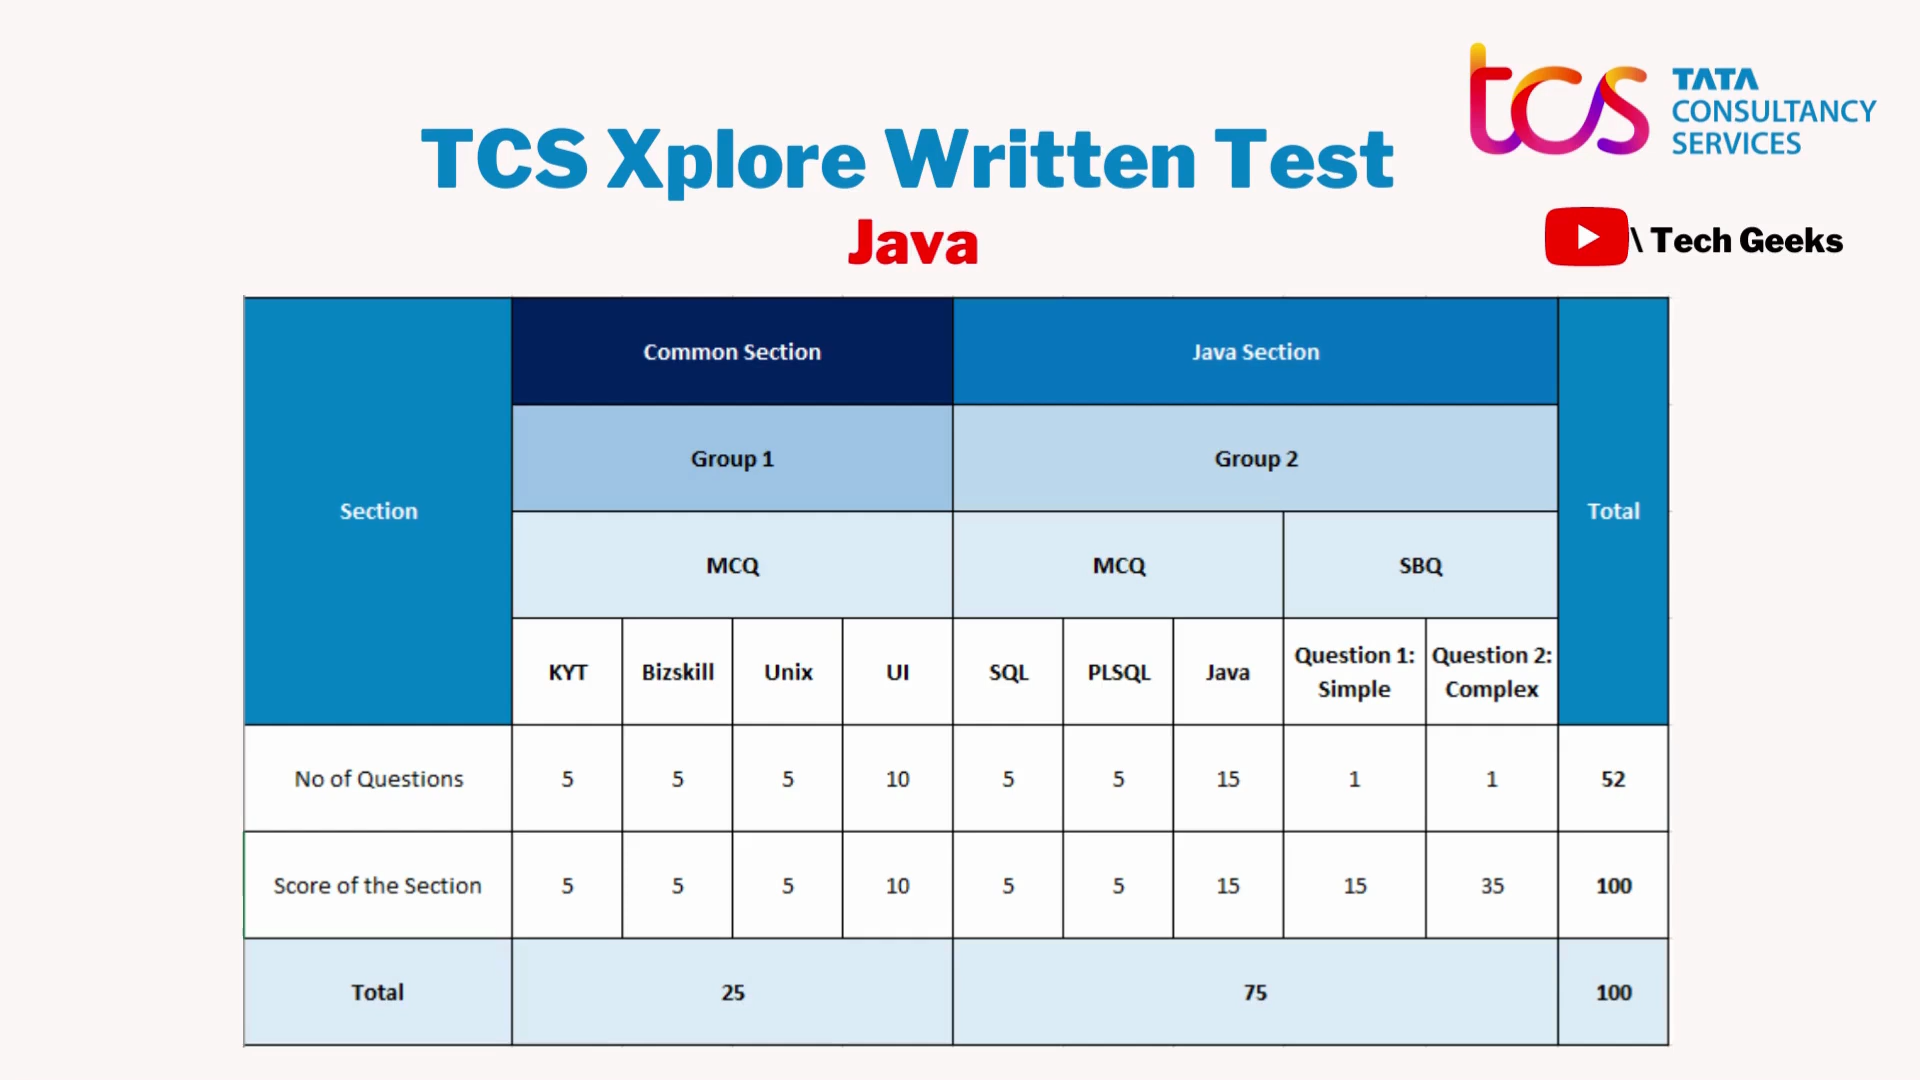 tcs TATA
CONSULTANCY
SERVICES
TCS Xplore Written Test
Java
\ Tech Geeks
Section Common Section Java Section Total
Group 1 Group 2
MCQ MCQ SBQ
KYT Bizskill Unix UI SQL PLSQL Java Question 1: Simple Question 2: Complex
No of Questions 5 5 5 10 5 5 15 1 1 52
Score of the Section 5 5 5 10 5 5 15 15 35 100
Total 25 75 100